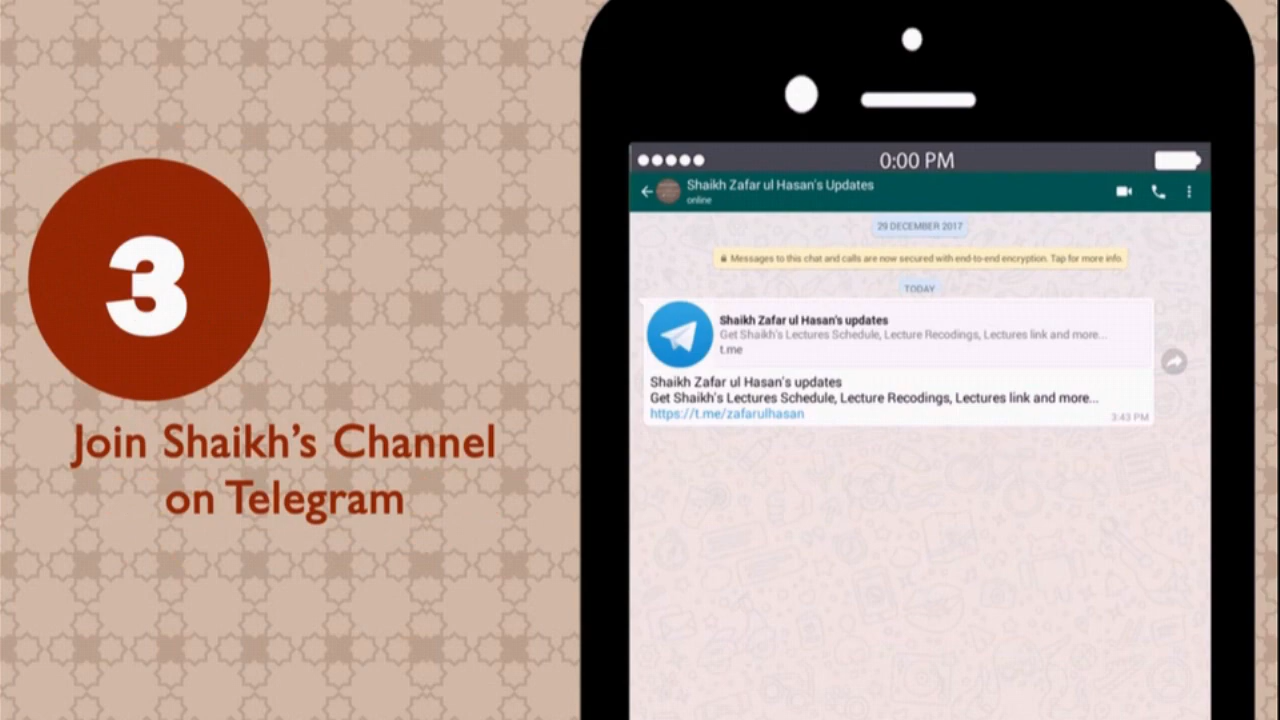 3
Join Shaikh's Channel
on Telegram
0:00 PM
Shaikh Zafar ul Hasan's Updates
online
29 DECEMBER 2017
Messages to this chat and calls are now secured with end-to-end encryption. Tap for more info.
TODAY
Shaikh Zafar ul Hasan's updates
Get Shaikh's Lectures Schedule, Lecture Recodings, Lectures link and more...
t.me
Shaikh Zafar ul Hasan's updates
Get Shaikh's Lectures Schedule, Lecture Recodings, Lectures link and more...
https://t.me/zafarulhasan
3:43 PM